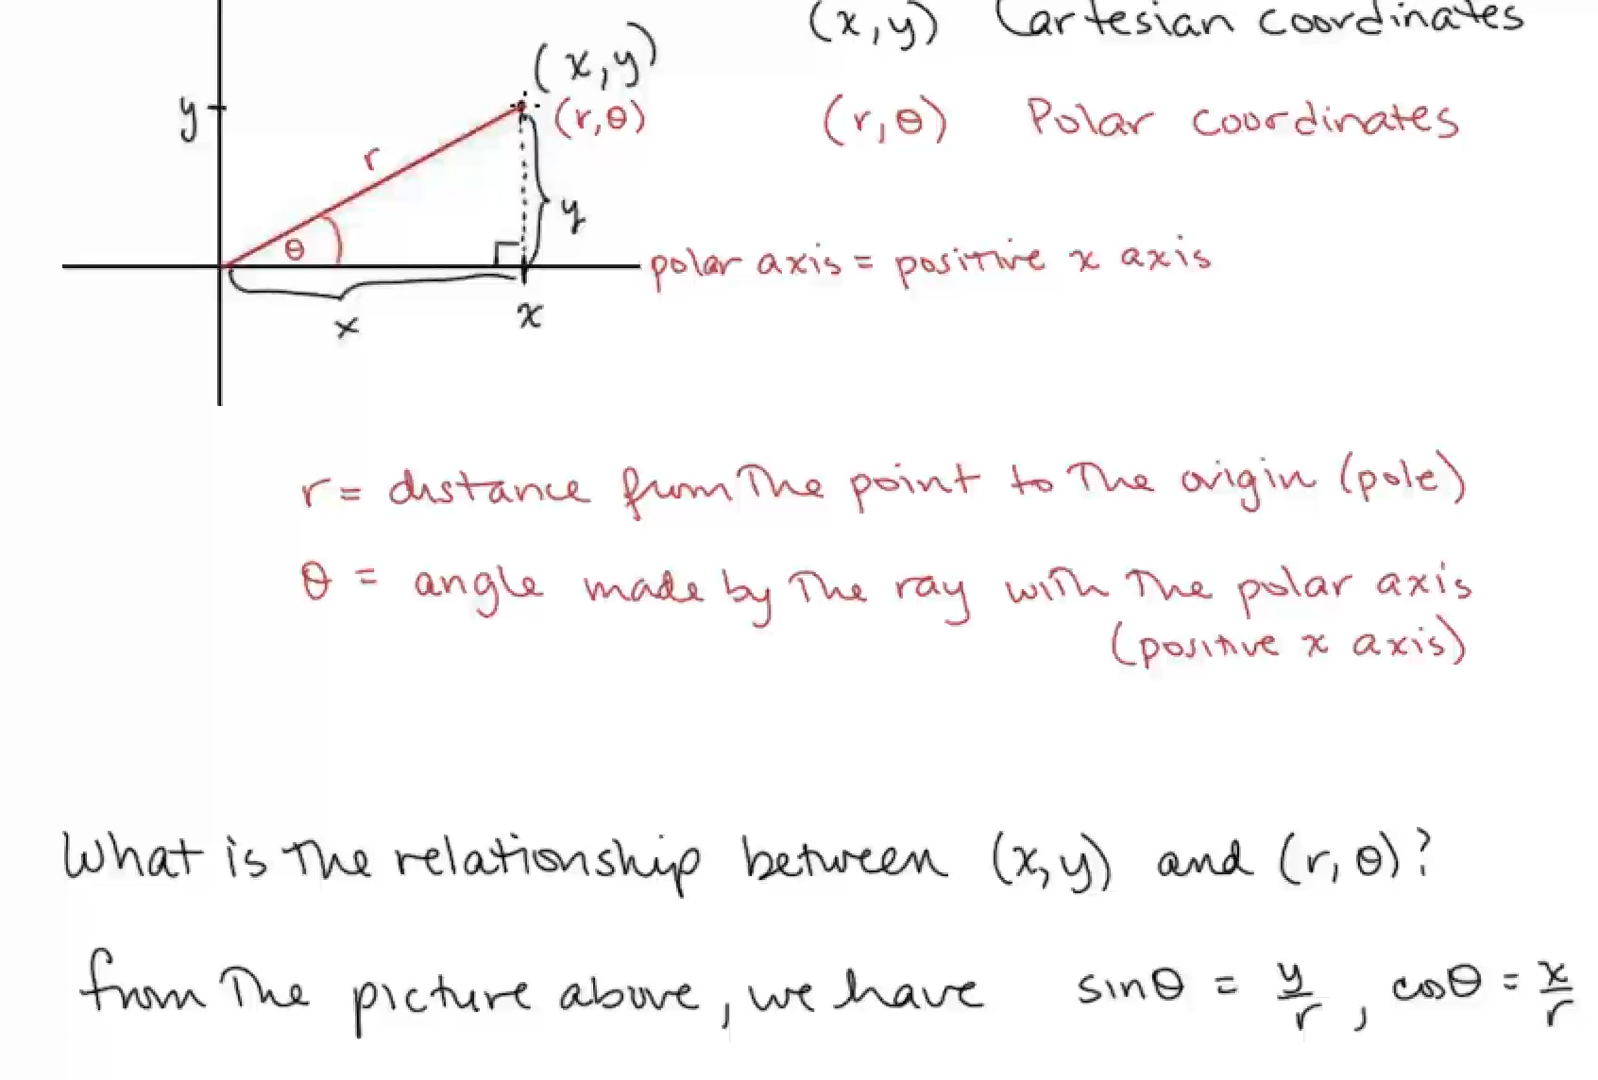 (x,y) Cartesian coordinates
(x,y)
y
(r,θ)
(r,θ) Polar coordinates
r
y
θ
polar axis = positive x axis
x
x
r = distance from the point to the origin (pole)
θ = angle made by the ray with the polar axis
(positive x axis)
What is the relationship between (x,y) and (r,θ)?
from the picture above, we have sinθ = y/r, cosθ = x/r